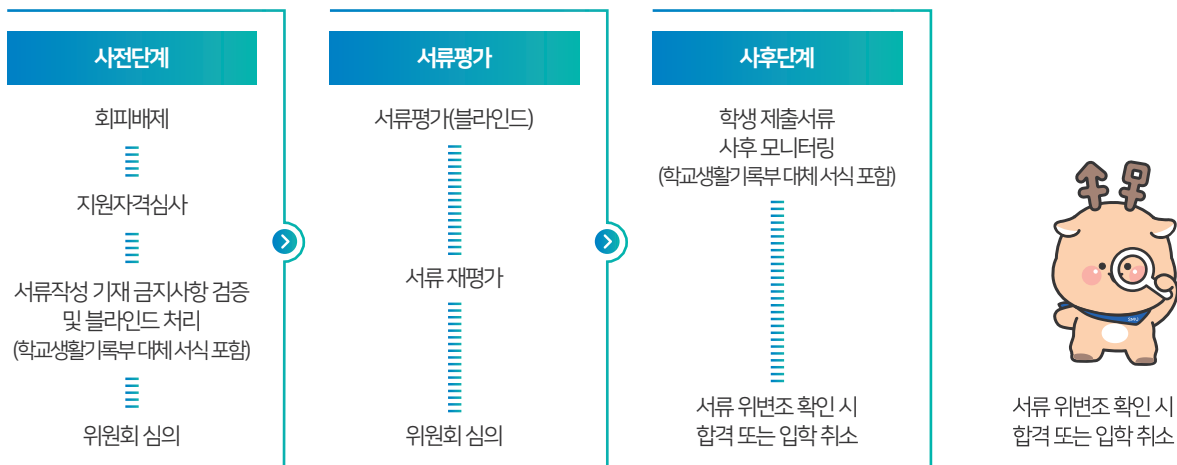 사전단계
회피배제
지원자격심사
서류작성 기재 금지사항 검증
및 블라인드 처리
(학교생활기록부 대체 서식 포함)
위원회 심의
서류평가
서류평가(블라인드)
서류 재평가
위원회 심의
사후단계
학생 제출서류
사후 모니터링
(학교생활기록부 대체 서식 포함)
서류 위변조 확인 시
합격 또는 입학 취소
SMU
서류 위변조 확인 시
합격 또는 입학 취소